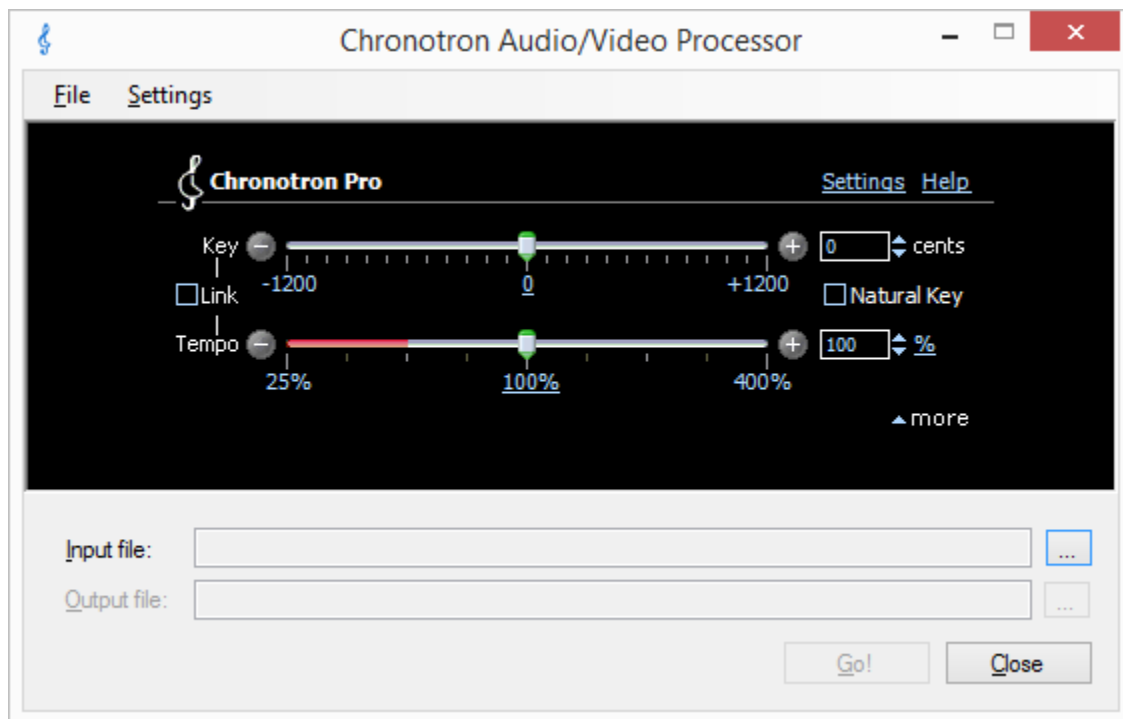 Chronotron Audio/Video Processor
File Settings
Chronotron Pro Settings Help
Key 0 cents
-1200 0 +1200
Link Natural Key
Tempo 100 %
25% 100% 400%
more
Input file: ...
Output file: ...
Go! Close